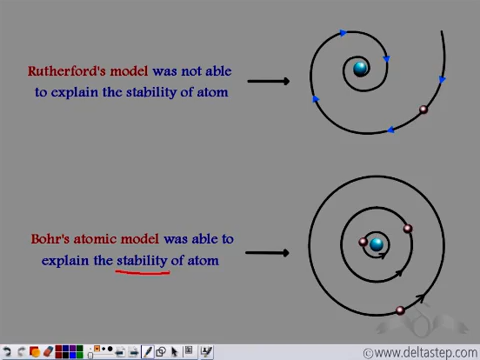 Rutherford's model was not able
to explain the stability of atom
Bohr's atomic model was able to
explain the stability of atom
©www.deltastep.com